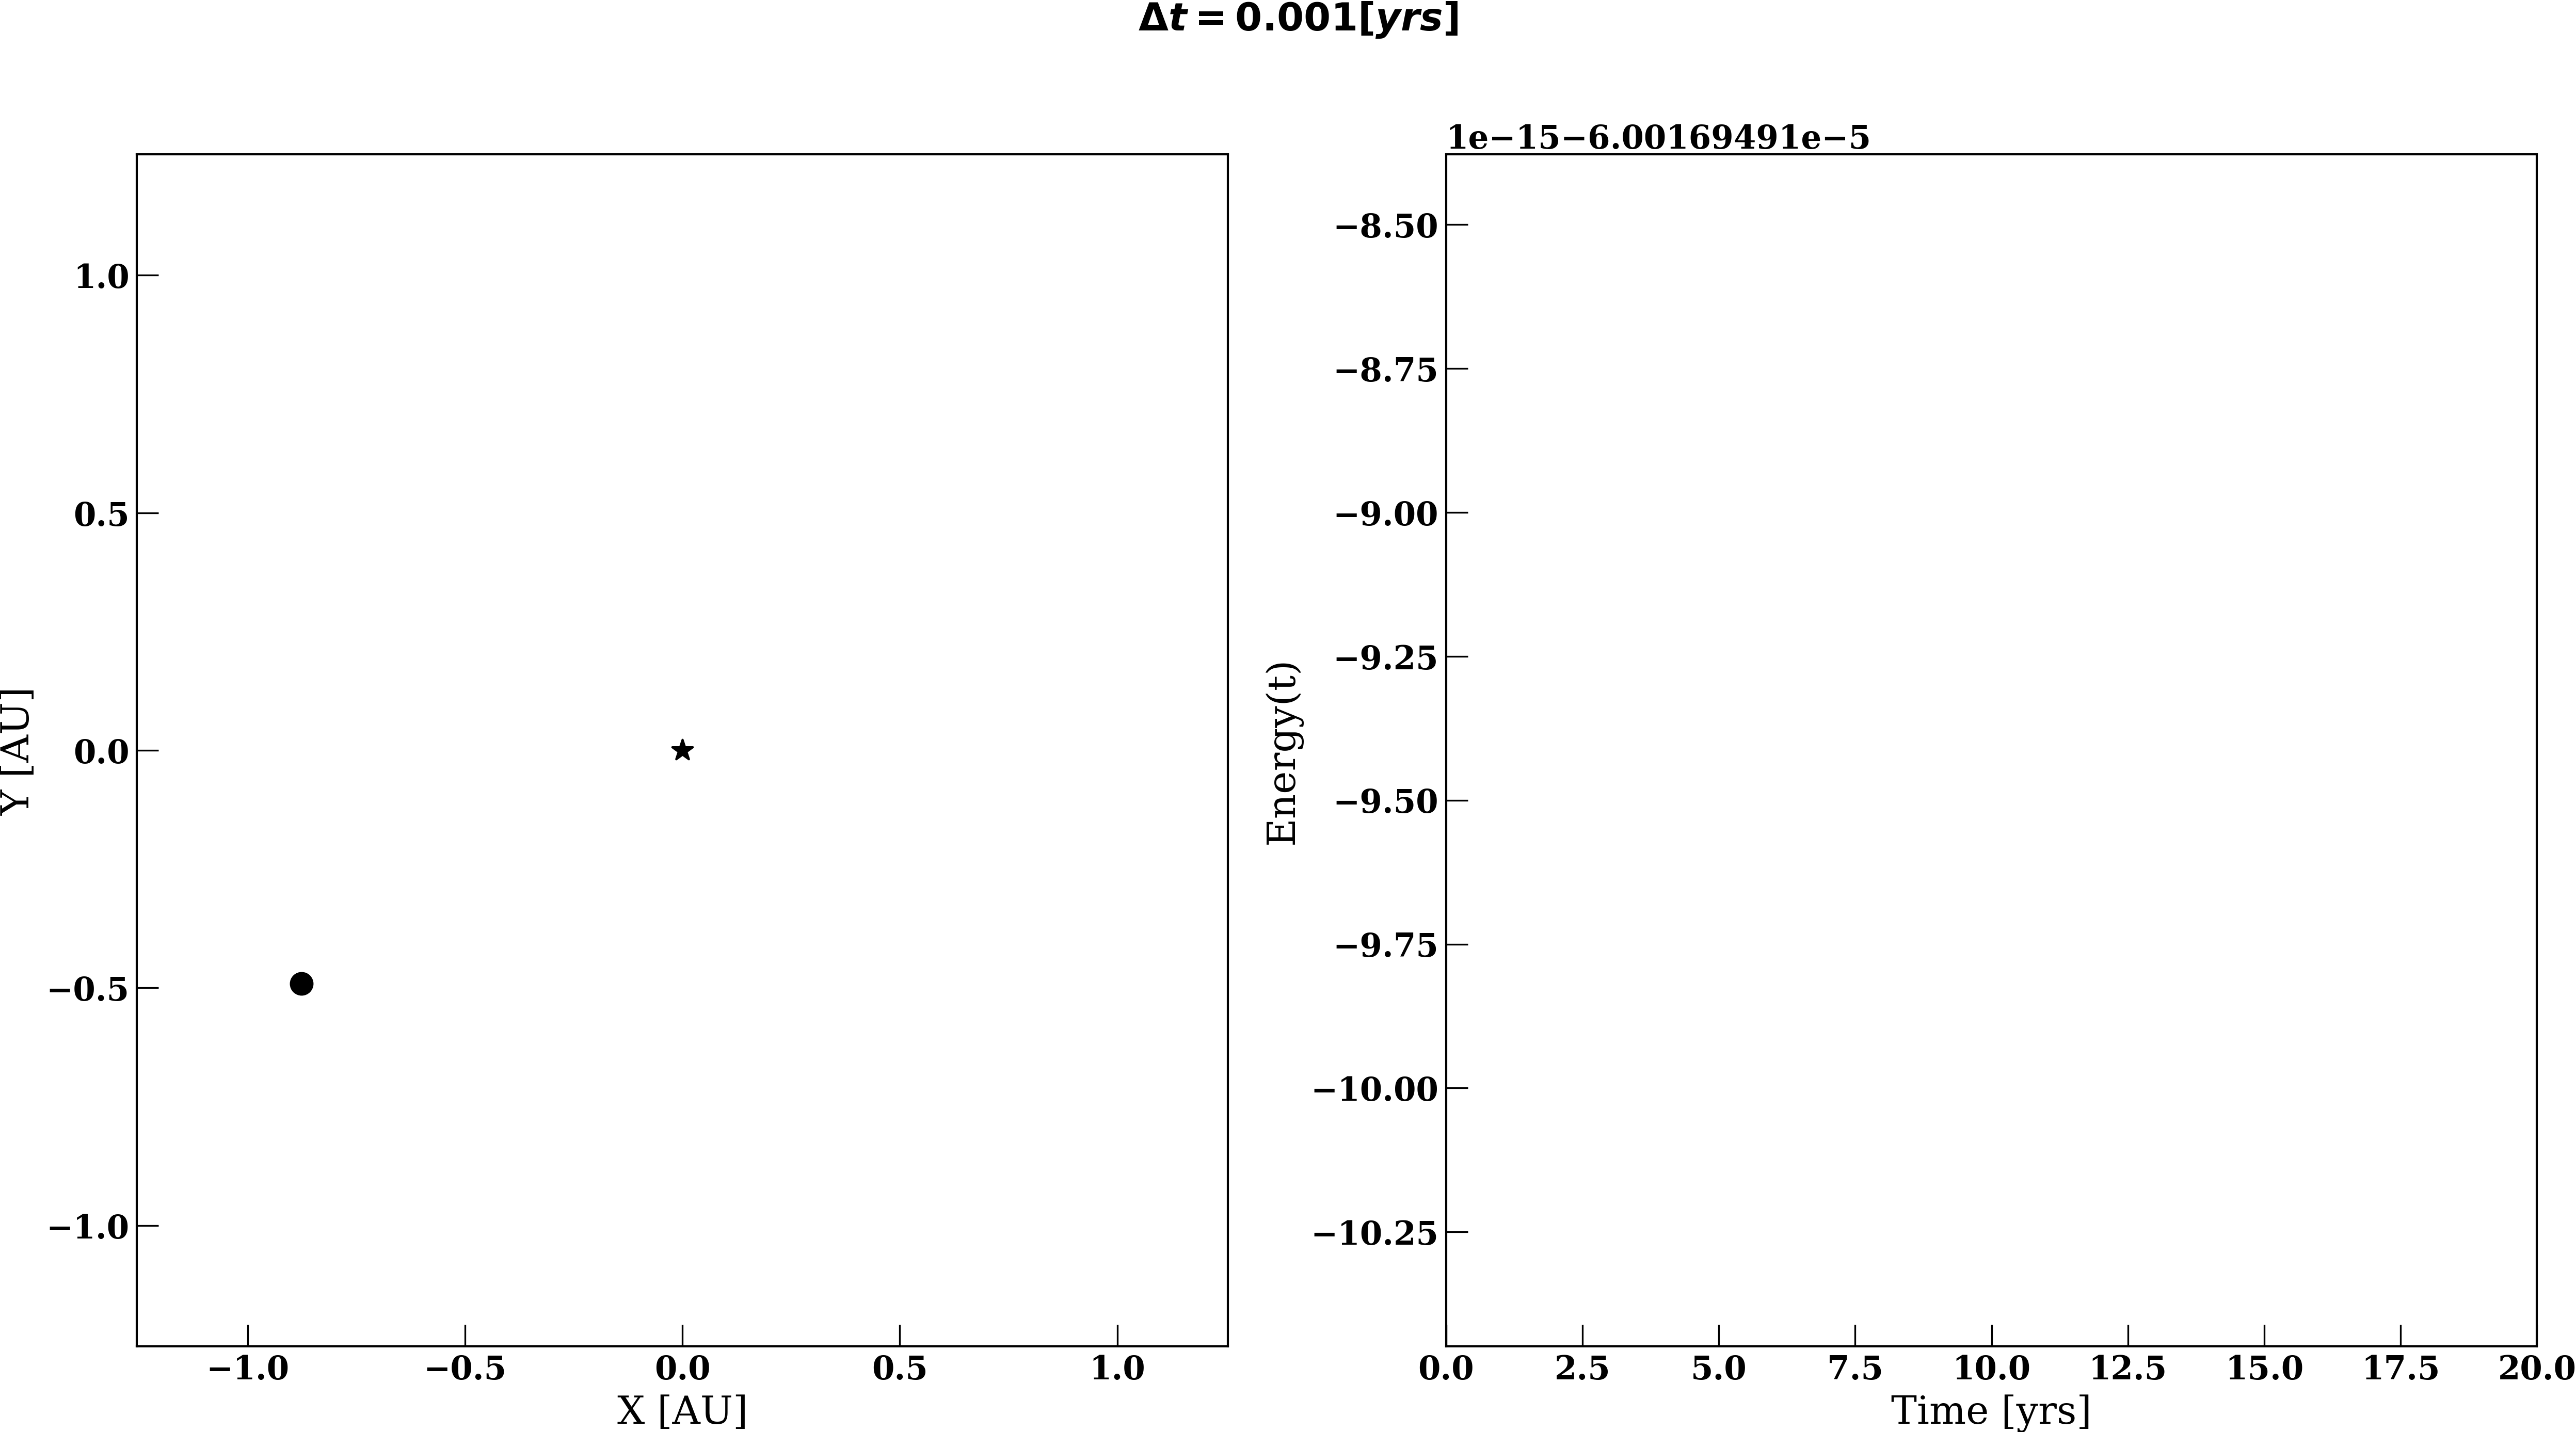 Δt = 0.001[yrs]
1.0
0.5
0.0
−0.5
−1.0
Y [AU]
−1.0 −0.5 0.0 0.5 1.0
X [AU]
1e−15−6.00169491e−5
−8.50
−8.75
−9.00
−9.25
−9.50
−9.75
−10.00
−10.25
Energy(t)
0.0 2.5 5.0 7.5 10.0 12.5 15.0 17.5 20.0
Time [yrs]